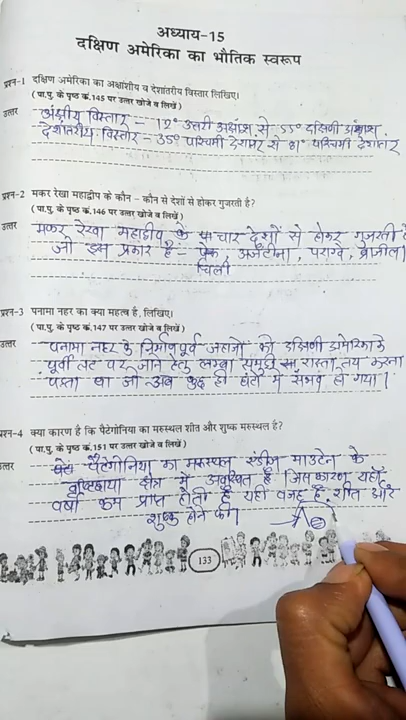 अध्याय-15
दक्षिण अमेरिका का भौतिक स्वरूप
प्रश्न-1 दक्षिण अमेरिका का अक्षांशीय व देशांतरीय विस्तार लिखिए।
( पा.पु. के पृष्ठ क्रं.145 पर उत्तर खोजे व लिखें )
उत्तर अंक्षीय विस्तार - 12° उत्तरी अक्षांश से 55° दक्षिणी अक्षांश
देशांतरीय विस्तार - 35° पश्चिमी देशांतर से 81° पश्चिमी देशांतर
प्रश्न-2 मकर रेखा महाद्वीप के कौन - कौन से देशों से होकर गुजरती है?
( पा.पु. के पृष्ठ क्रं.146 पर उत्तर खोजे व लिखें )
उत्तर मकर रेखा महाद्वीप के चार देशों से होकर गुजरती है
जो इस प्रकार है - अर्जेंटीना, पराग्वे, ब्राजील।
चिली
प्रश्न-3 पनामा नहर का क्या महत्व है, लिखिए।
( पा.पु. के पृष्ठ क्रं.147 पर उत्तर खोजे व लिखें )
उत्तर पनामा नहर के निर्माण पूर्व जहाजों को दक्षिणी अमेरिका के
पूर्वी तट पर जाने हेतु लम्बा समुद्री रास्ता तय करना
पड़ता था जो अब कुछ ही घंटों में संभव हो गया।
प्रश्न-4 क्या कारण है कि पैटेगोनिया का मरुस्थल शीत और शुष्क मरुस्थल है?
( पा.पु. के पृष्ठ क्रं.151 पर उत्तर खोजे व लिखें )
उत्तर पैटेगोनिया का मरुस्थल एंडीज माउटेन के
वृष्टिछाया क्षेत्र में अवस्थित है जिस कारण यहाँ
वर्षा कम प्राप्त होती है यही वजह है शीत और
शुष्क होने की।
133